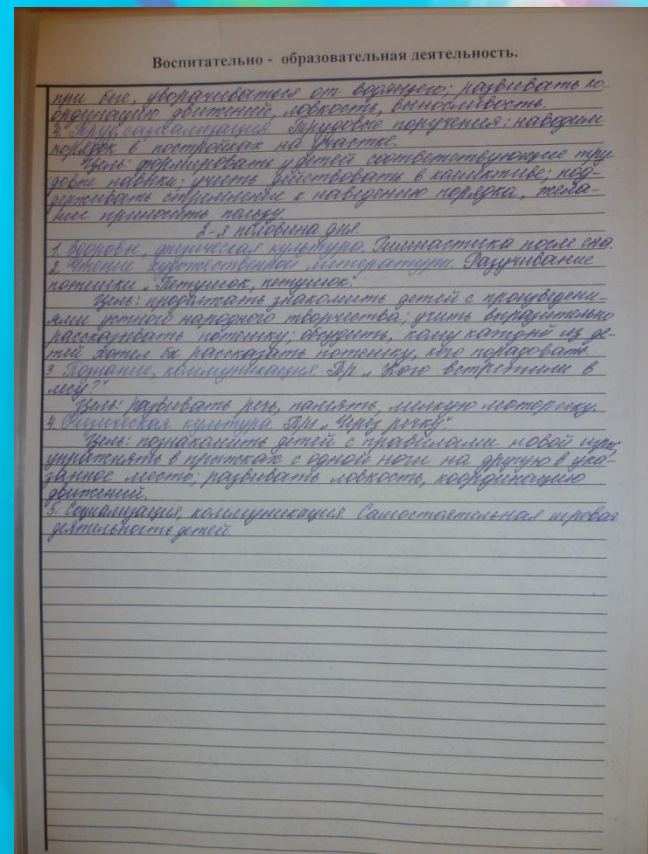 Воспитательно - образовательная деятельность.
при беге, уворачиваться от водящего; развивать ко-
ординацию движений, ловкость, выносливость.
4. Труд, социализация. Трудовые поручения: наводим
порядок в постройках на участке.
Цель: формировать у детей соответствующие тру-
довые навыки; учить действовать в коллективе; под-
держивать стремление к наведению порядка, жела-
ние приносить пользу.
2-я половина дня.
1. Здоровье, физическая культура. Гимнастика после сна.
2. Чтение художественной литературы. Разучивание
потешки „Петушок, петушок."
Цель: продолжать знакомить детей с произведени-
ями устного народного творчества; учить выразительно
рассказывать потешку; обсудить, кому каждый из де-
тей хотел бы рассказать потешку, кого порадовать.
3. Познание, коммуникация. П/и „Кого встретили в
лесу?"
Цель: развивать речь, память, мелкую моторику.
4. Физическая культура. П/и „Через речку"
Цель: познакомить детей с правилами новой игры,
упражнять в прыжках с одной ноги на другую в ука-
занное место; развивать ловкость, координацию
движений.
5. Социализация, коммуникация. Самостоятельная игровая
деятельность детей.